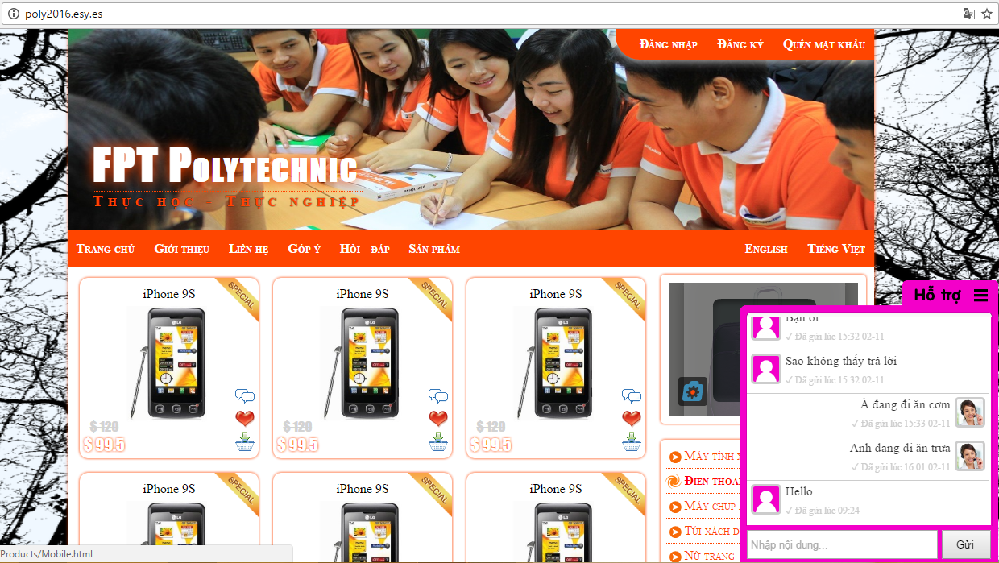 poly2016.esy.es
Đăng nhập Đăng ký Quên mật khẩu
FPT Polytechnic
Thực học - Thực nghiệp
Trang chủ Giới thiệu Liên hệ Góp ý Hỏi - đáp Sản phẩm English Tiếng Việt
iPhone 9S
SPECIAL
LG
$ 120
$ 99.5
iPhone 9S
SPECIAL
LG
$ 120
$ 99.5
iPhone 9S
SPECIAL
LG
$ 120
$ 99.5
iPhone 9S
SPECIAL
LG
iPhone 9S
SPECIAL
LG
iPhone 9S
SPECIAL
LG
Máy tính
Điện thoại
Máy chụp
Túi xách
Nữ trang
Hỗ trợ
Bạn ơi
✓ Đã gửi lúc 15:32 02-11
Sao không thấy trả lời
✓ Đã gửi lúc 15:32 02-11
À đang đi ăn cơm
✓ Đã gửi lúc 15:33 02-11
Anh đang đi ăn trưa
✓ Đã gửi lúc 16:01 02-11
Hello
✓ Đã gửi lúc 09:24
Nhập nội dung... Gửi
Products/Mobile.html